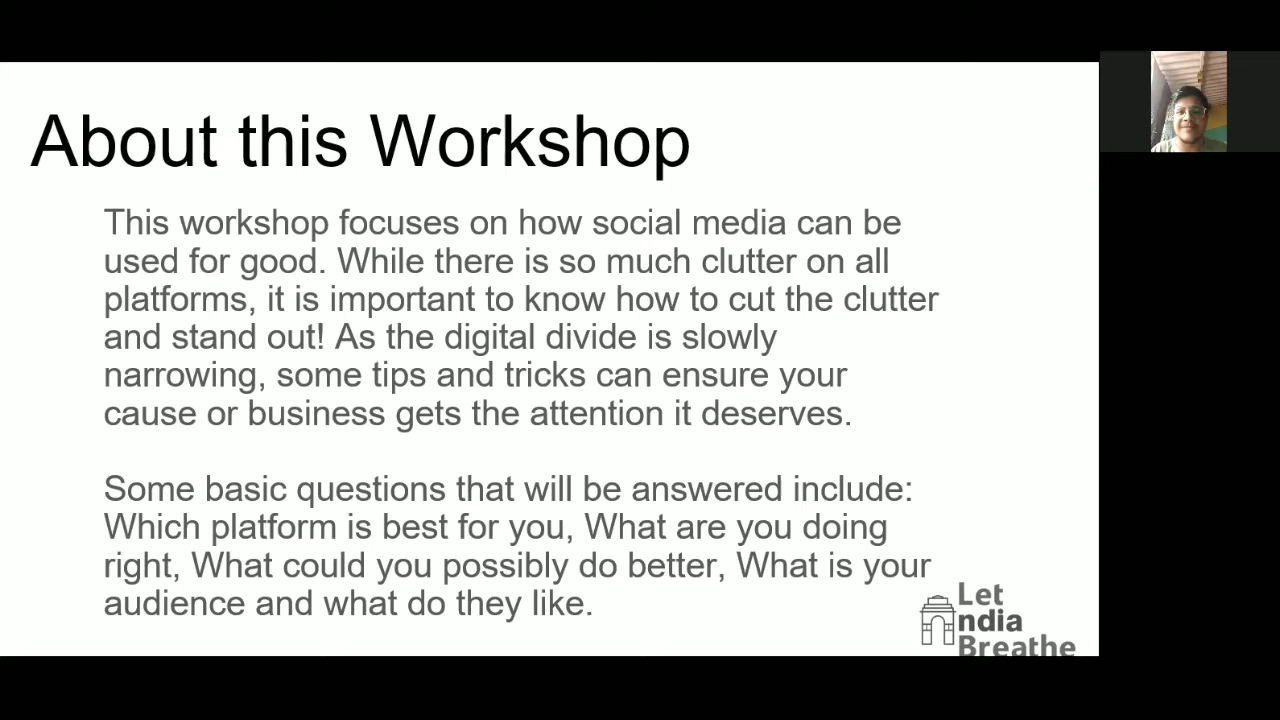 About this Workshop
This workshop focuses on how social media can be
used for good. While there is so much clutter on all
platforms, it is important to know how to cut the clutter
and stand out! As the digital divide is slowly
narrowing, some tips and tricks can ensure your
cause or business gets the attention it deserves.
Some basic questions that will be answered include:
Which platform is best for you, What are you doing
right, What could you possibly do better, What is your
audience and what do they like.
Let
ndia
Breathe